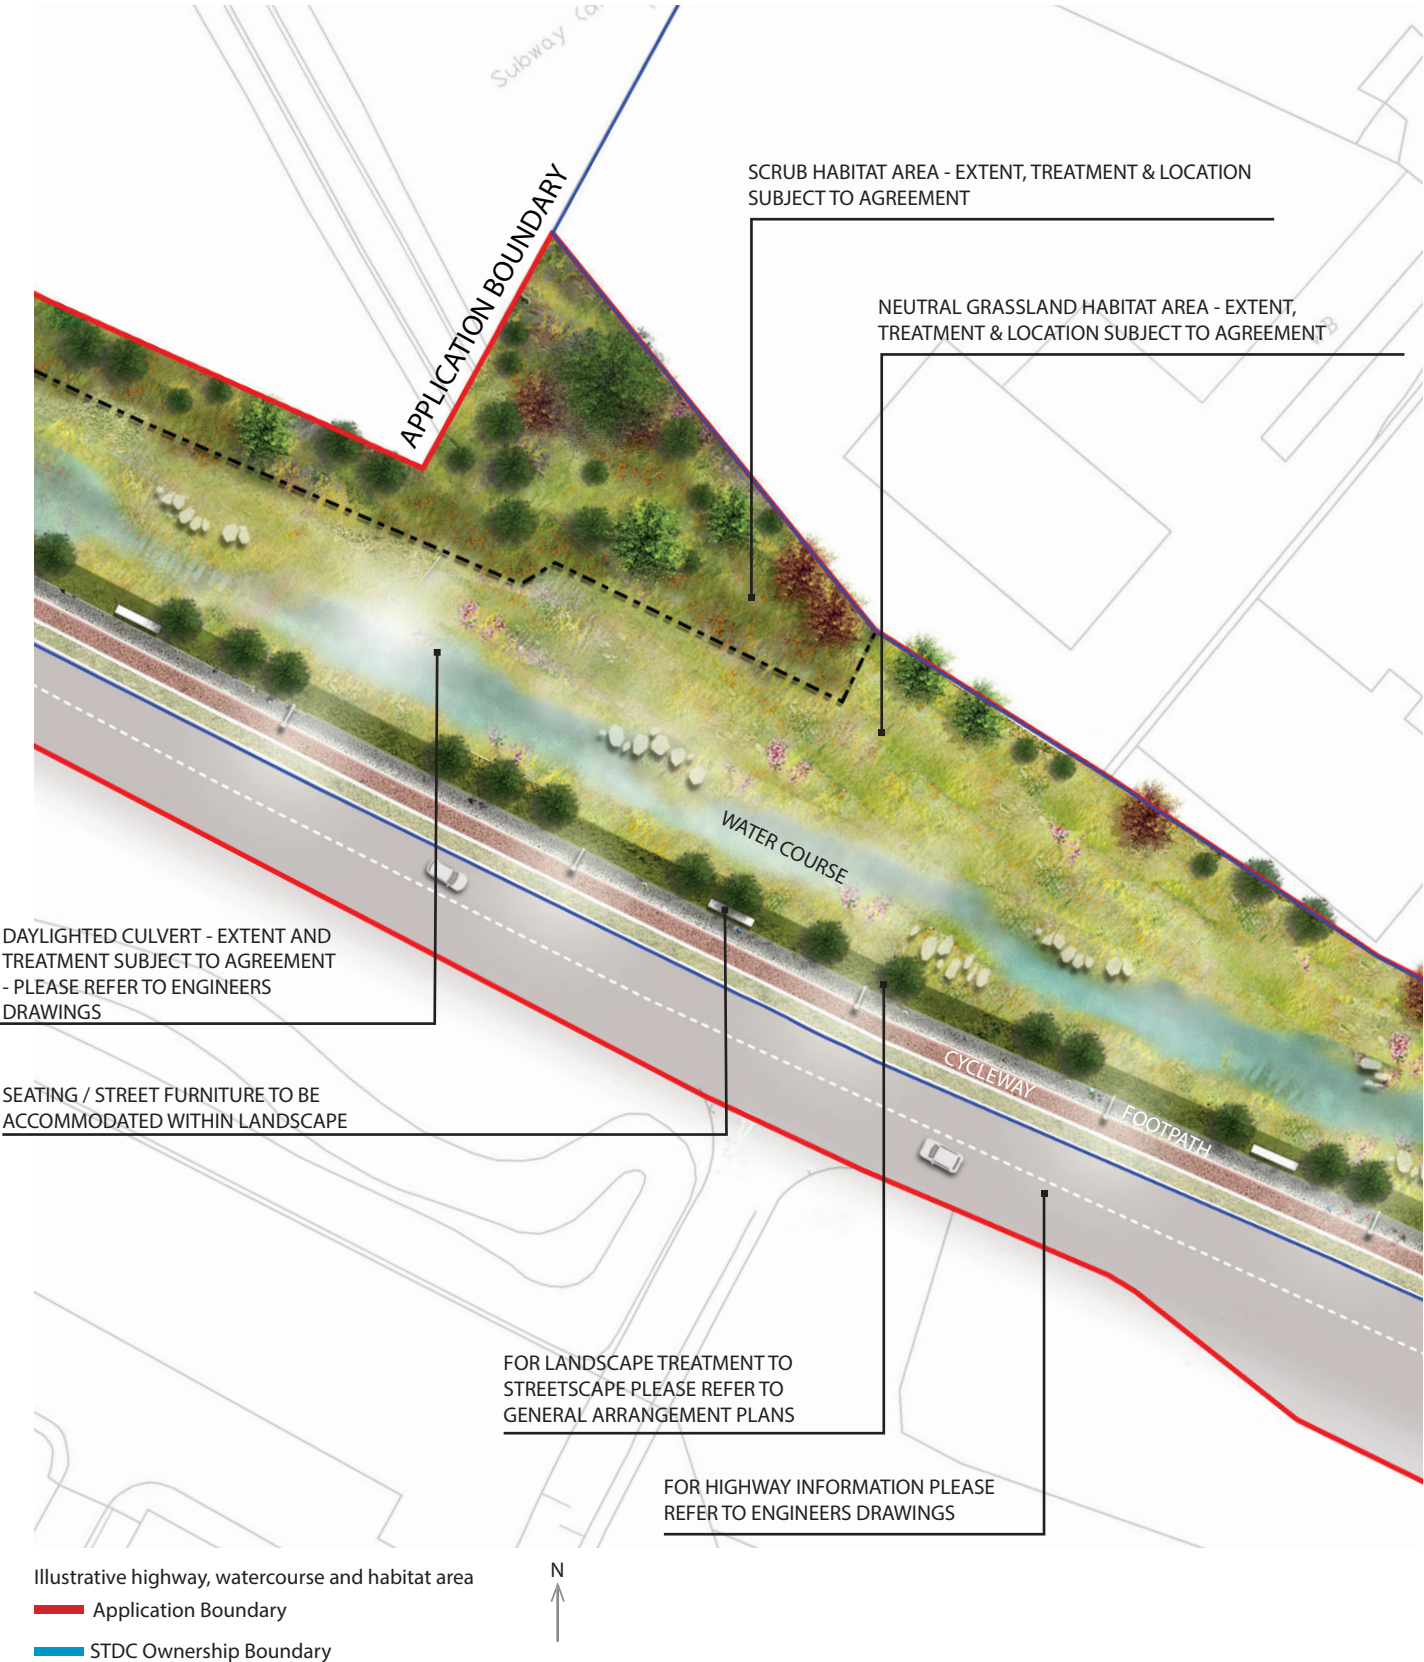 Subway
APPLICATION BOUNDARY
SCRUB HABITAT AREA - EXTENT, TREATMENT & LOCATION
SUBJECT TO AGREEMENT
NEUTRAL GRASSLAND HABITAT AREA - EXTENT,
TREATMENT & LOCATION SUBJECT TO AGREEMENT
B
WATER COURSE
DAYLIGHTED CULVERT - EXTENT AND
TREATMENT SUBJECT TO AGREEMENT
- PLEASE REFER TO ENGINEERS
DRAWINGS
CYCLEWAY
FOOTPATH
SEATING / STREET FURNITURE TO BE
ACCOMMODATED WITHIN LANDSCAPE
FOR LANDSCAPE TREATMENT TO
STREETSCAPE PLEASE REFER TO
GENERAL ARRANGEMENT PLANS
FOR HIGHWAY INFORMATION PLEASE
REFER TO ENGINEERS DRAWINGS
Illustrative highway, watercourse and habitat area
Application Boundary
STDC Ownership Boundary
N